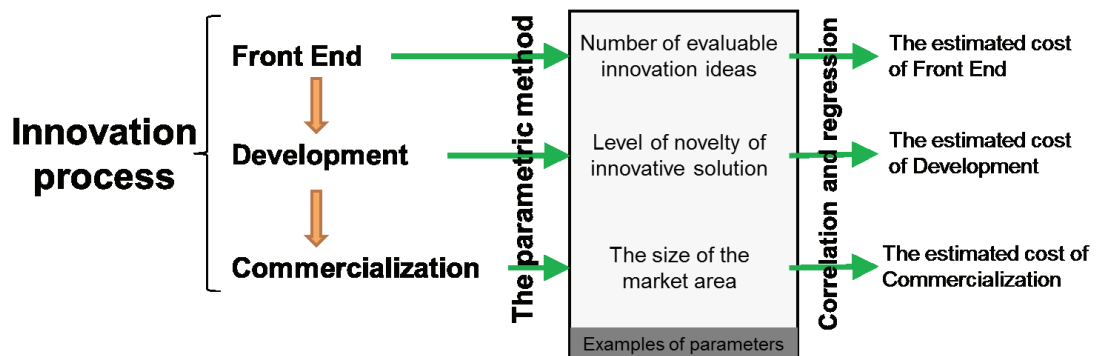 Innovation
process
Front End
Development
Commercialization
The parametric method
Number of evaluable
innovation ideas
Level of novelty of
innovative solution
The size of the
market area
Examples of parameters
Correlation and regression
The estimated cost
of Front End
The estimated cost
of Development
The estimated cost of
Commercialization